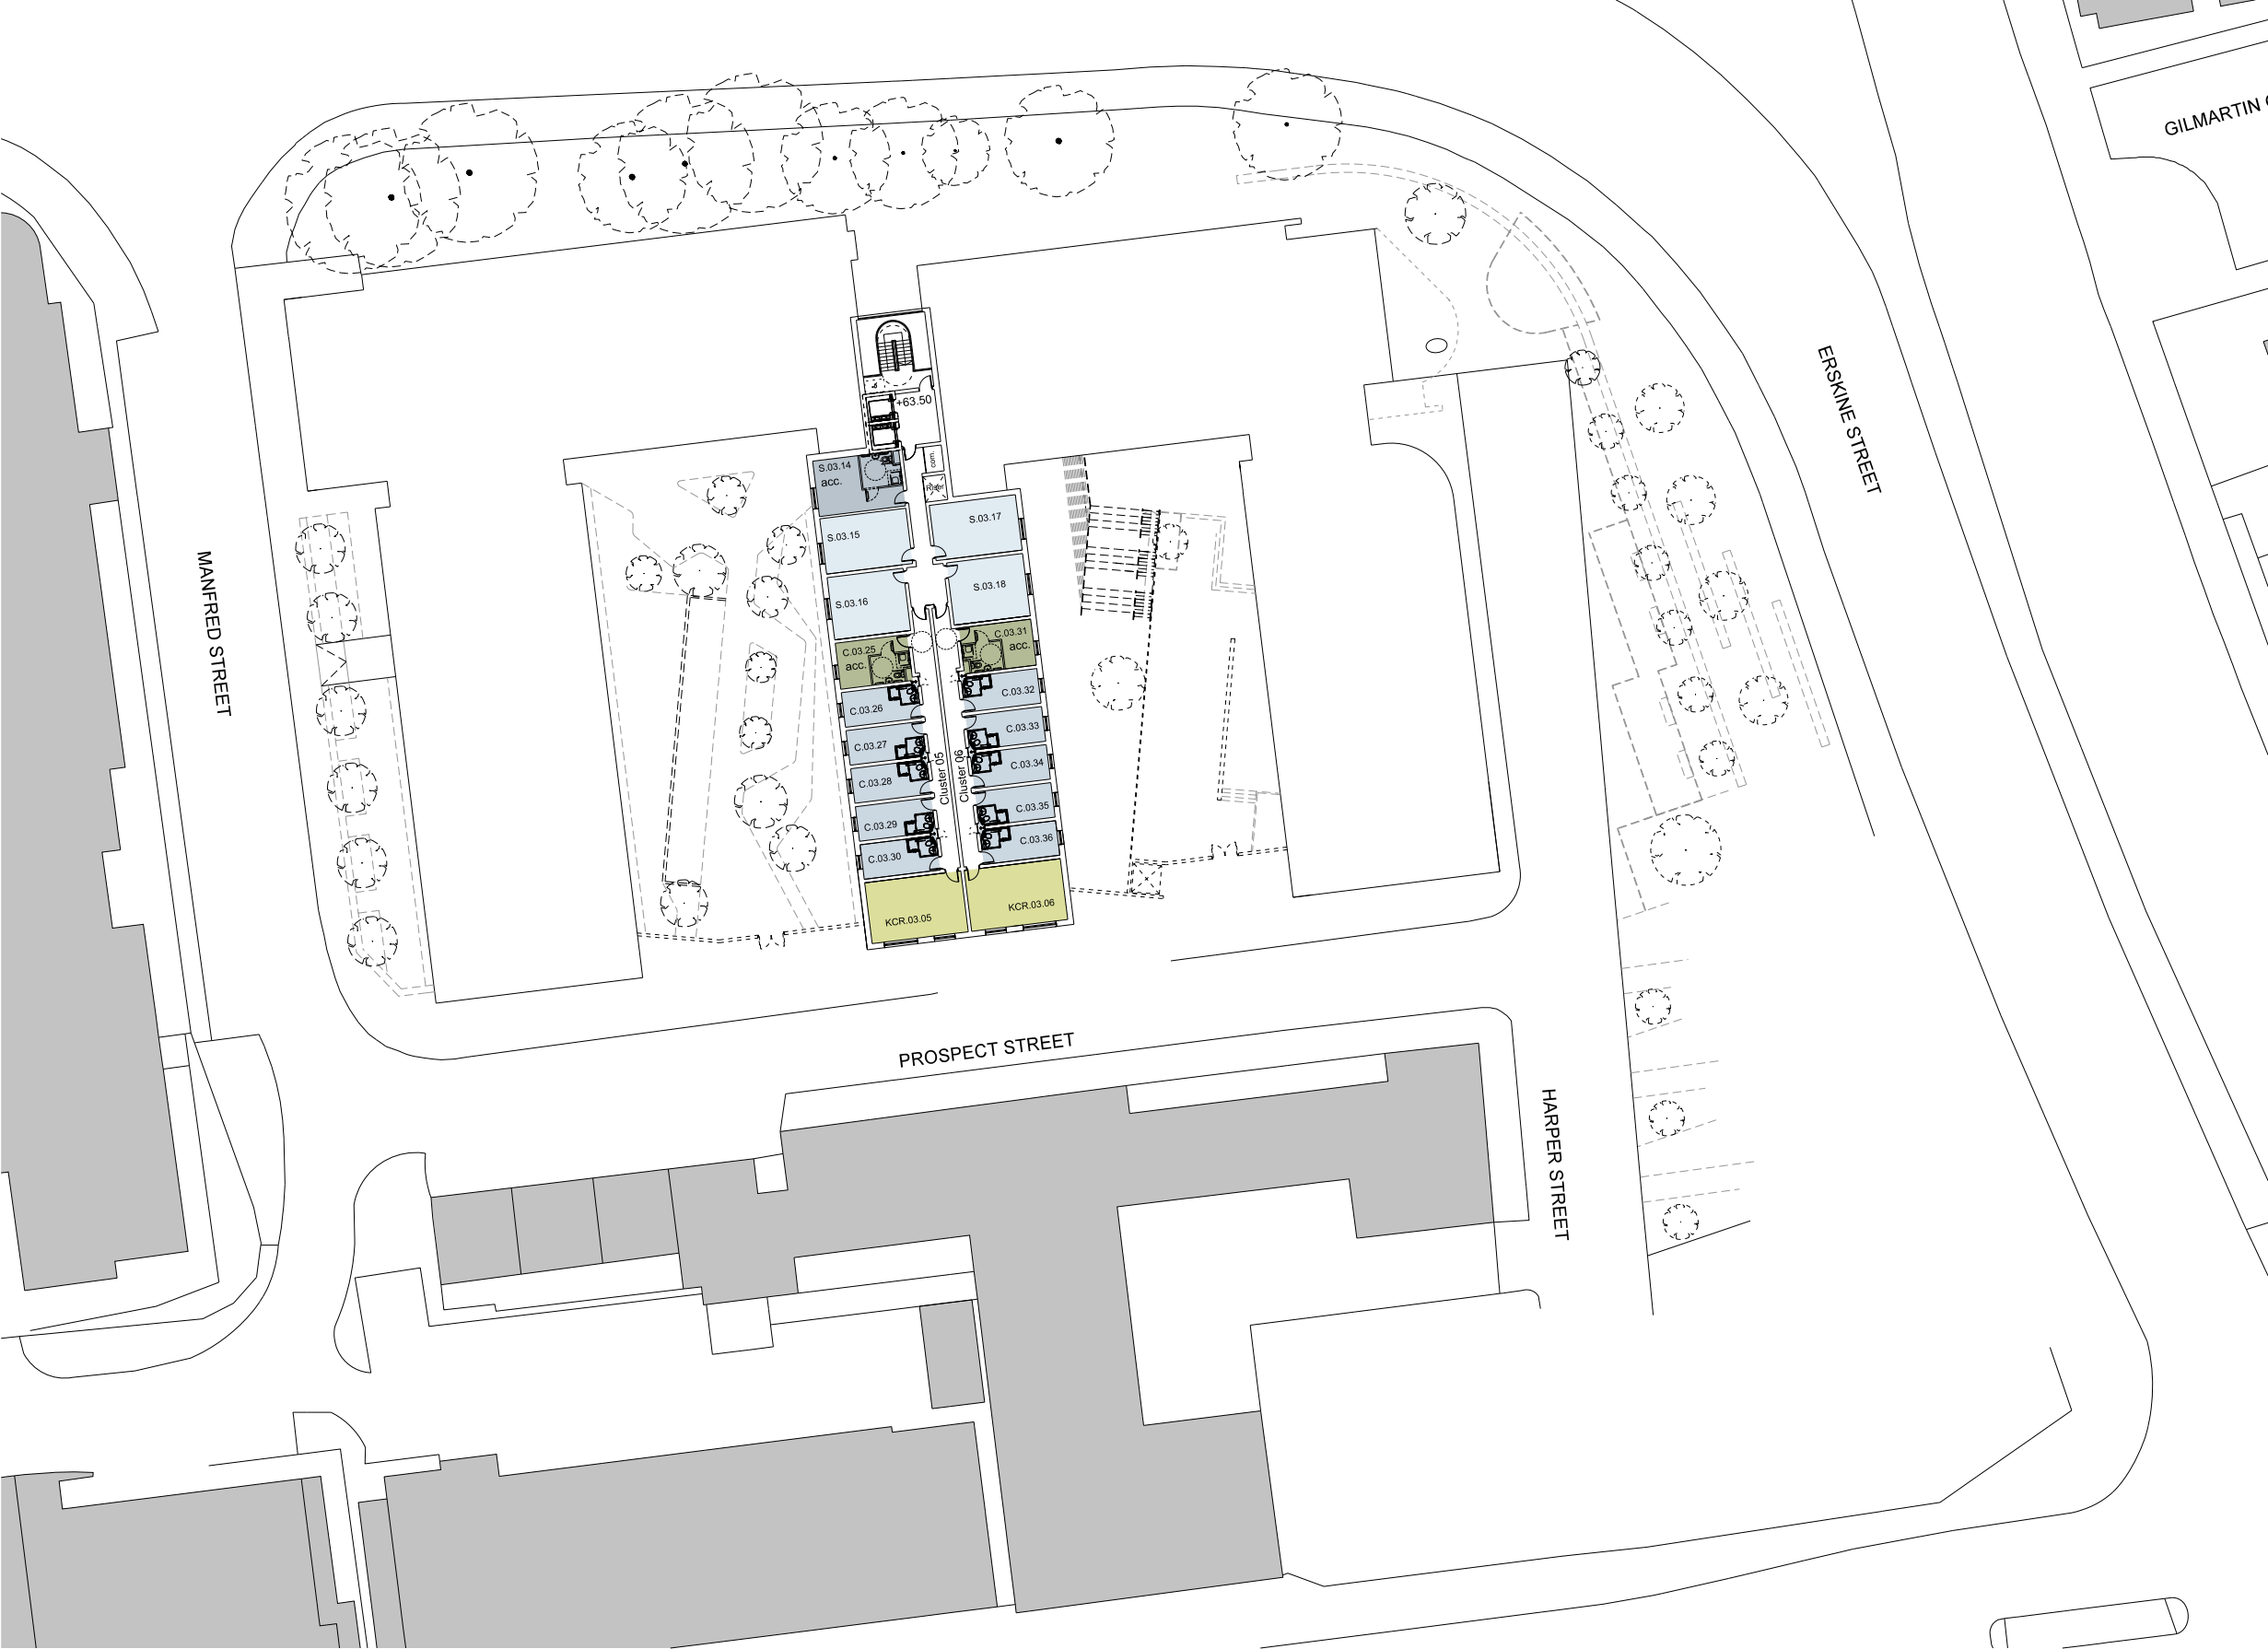 GILMARTIN
ERSKINE STREET
MANFRED STREET
+63.50
com.
Riser
S.03.14
acc.
S.03.15
S.03.16
S.03.17
S.03.18
C.03.25
acc.
C.03.31
acc.
C.03.26
C.03.27
C.03.28
C.03.29
C.03.30
Cluster 05
Cluster 06
C.03.32
C.03.33
C.03.34
C.03.35
C.03.36
KCR.03.05
KCR.03.06
PROSPECT STREET
HARPER STREET